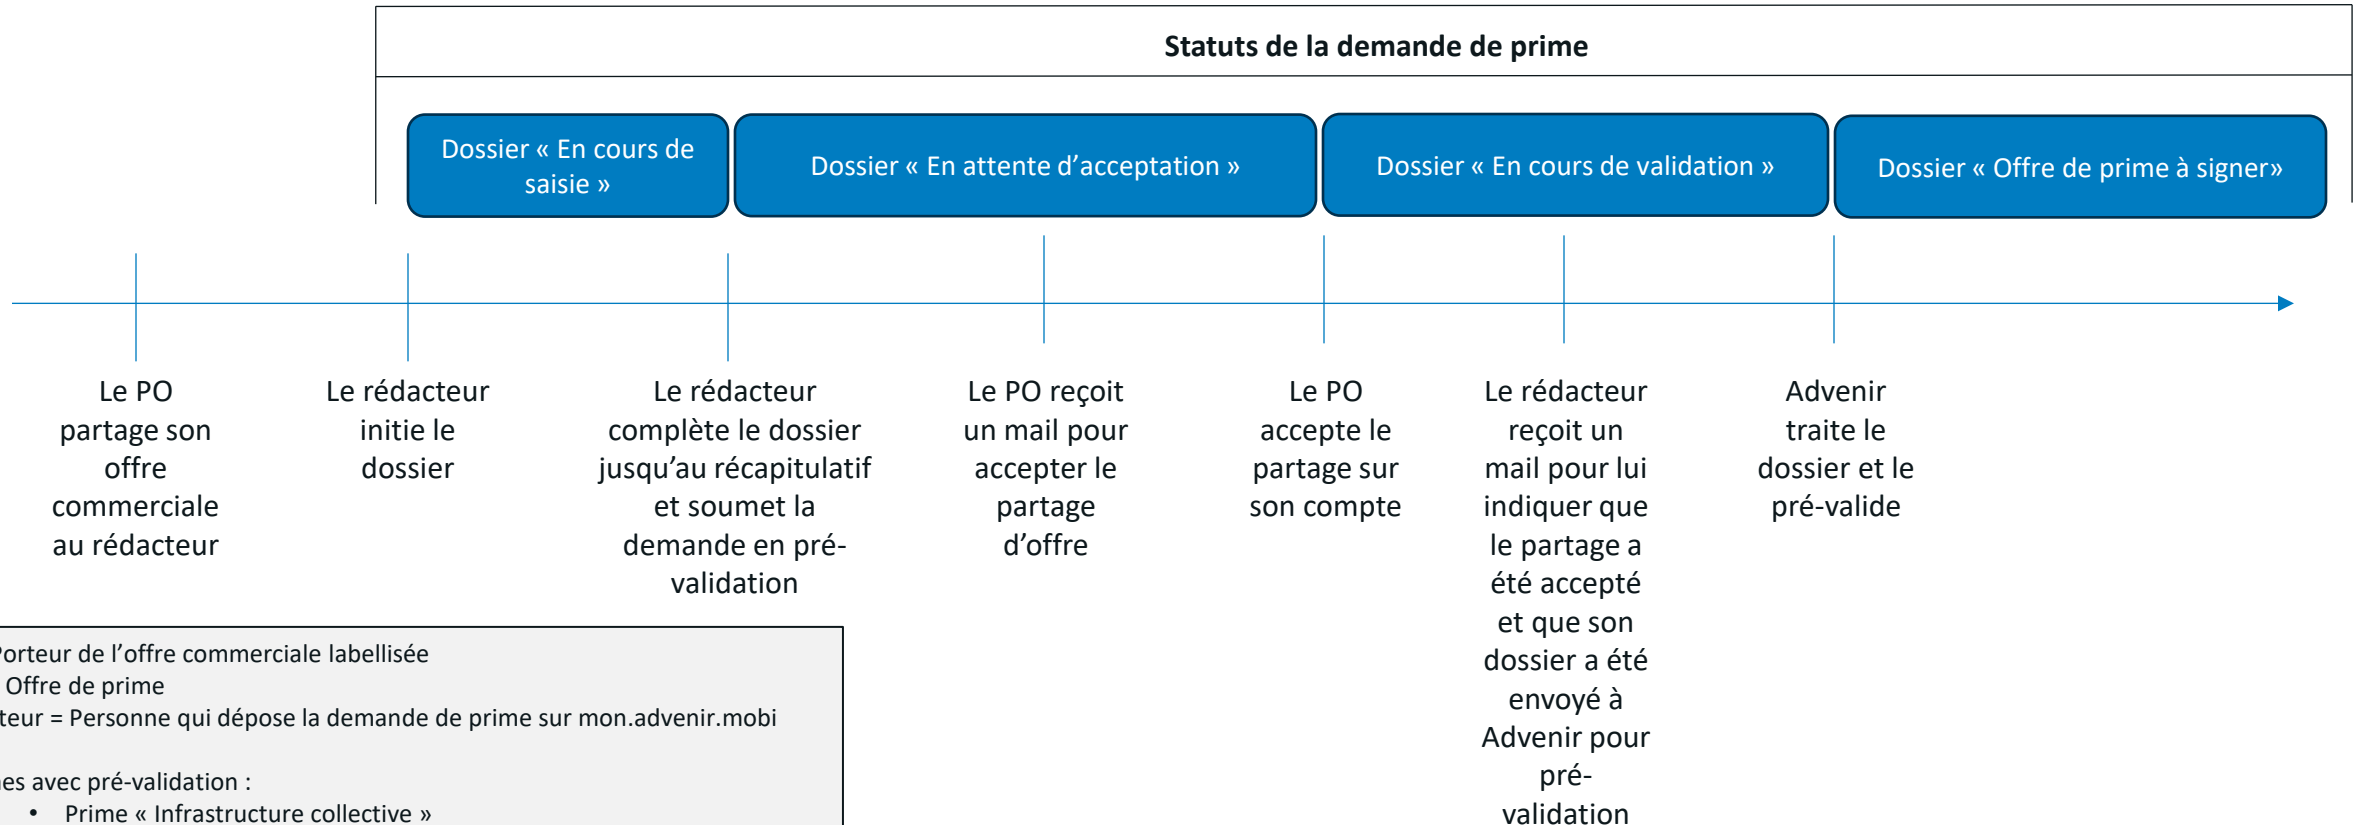 Statuts de la demande de prime
Dossier « En cours de
saisie »
Dossier « En attente d’acceptation »
Dossier « En cours de validation »
Dossier « Offre de prime à signer»
Le PO
partage son
offre
commerciale
au rédacteur
Le rédacteur
initie le
dossier
Le rédacteur
complète le dossier
jusqu’au récapitulatif
et soumet la
demande en pré-
validation
Le PO reçoit
un mail pour
accepter le
partage
d’offre
Le PO
accepte le
partage sur
son compte
Le rédacteur
reçoit un
mail pour lui
indiquer que
le partage a
été accepté
et que son
dossier a été
envoyé à
Advenir pour
pré-
validation
Advenir
traite le
dossier et le
pré-valide
Porteur de l’offre commerciale labellisée
Offre de prime
teur = Personne qui dépose la demande de prime sur mon.advenir.mobi
nes avec pré-validation :
• Prime « Infrastructure collective »